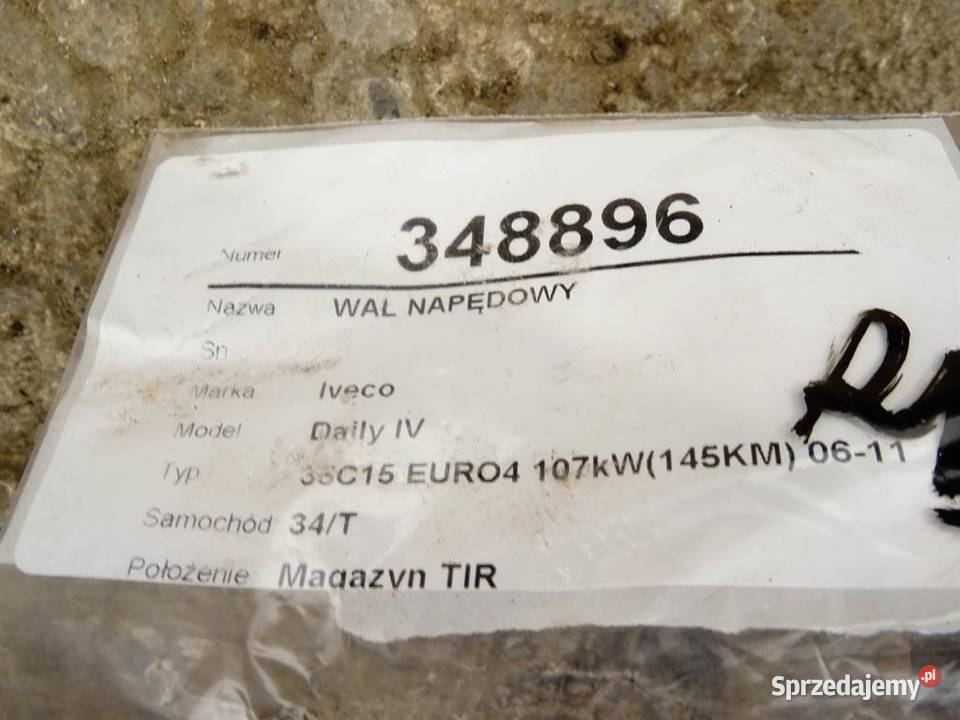 Numer 348896
Nazwa WAŁ NAPĘDOWY
Sn
Marka Iveco
Model Daily IV
Typ 35C15 EURO4 107kW(145KM) 06-11
Samochód 34/T
Położenie Magazyn TIR
Sprzedajemy.pl